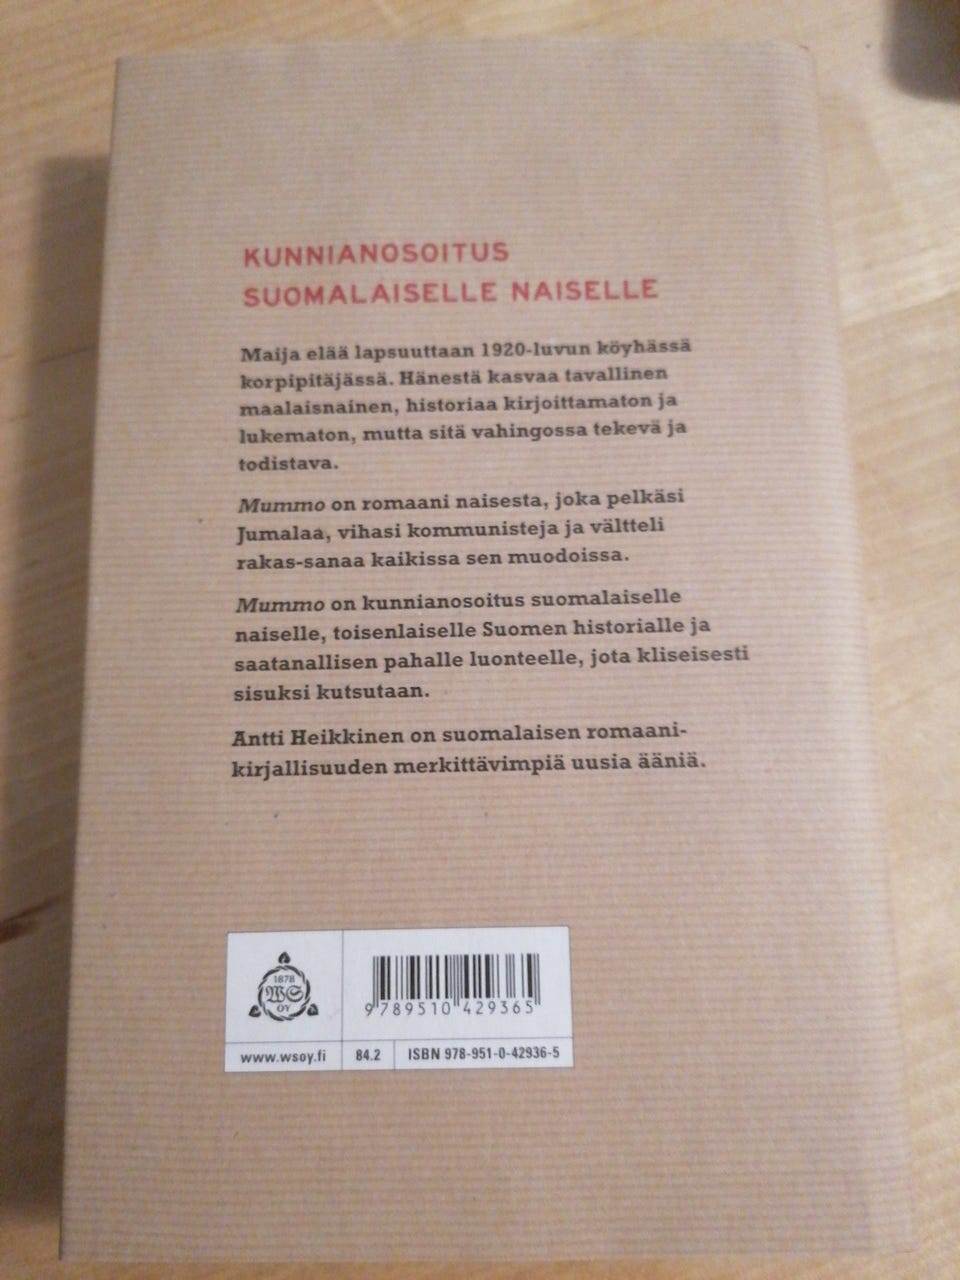 KUNNIANOSOITUS
SUOMALAISELLE NAISELLE
Maija elää lapsuuttaan 1920-luvun köyhässä
korpipitäjässä. Hänestä kasvaa tavallinen
maalaisnainen, historiaa kirjoittamaton ja
lukematon, mutta sitä vahingossa tekevä ja
todistava.
Mummo on romaani naisesta, joka pelkäsi
Jumalaa, vihasi kommunisteja ja vältteli
rakas-sanaa kaikissa sen muodoissa.
Mummo on kunnianosoitus suomalaiselle
naiselle, toisenlaiselle Suomen historialle ja
saatanallisen pahalle luonteelle, jota kliseisesti
sisuksi kutsutaan.
Antti Heikkinen on suomalaisen romaani-
kirjallisuuden merkittävimpiä uusia ääniä.
1878
WS
OY
9 789510 429365
www.wsoy.fi
84.2
ISBN 978-951-0-42936-5